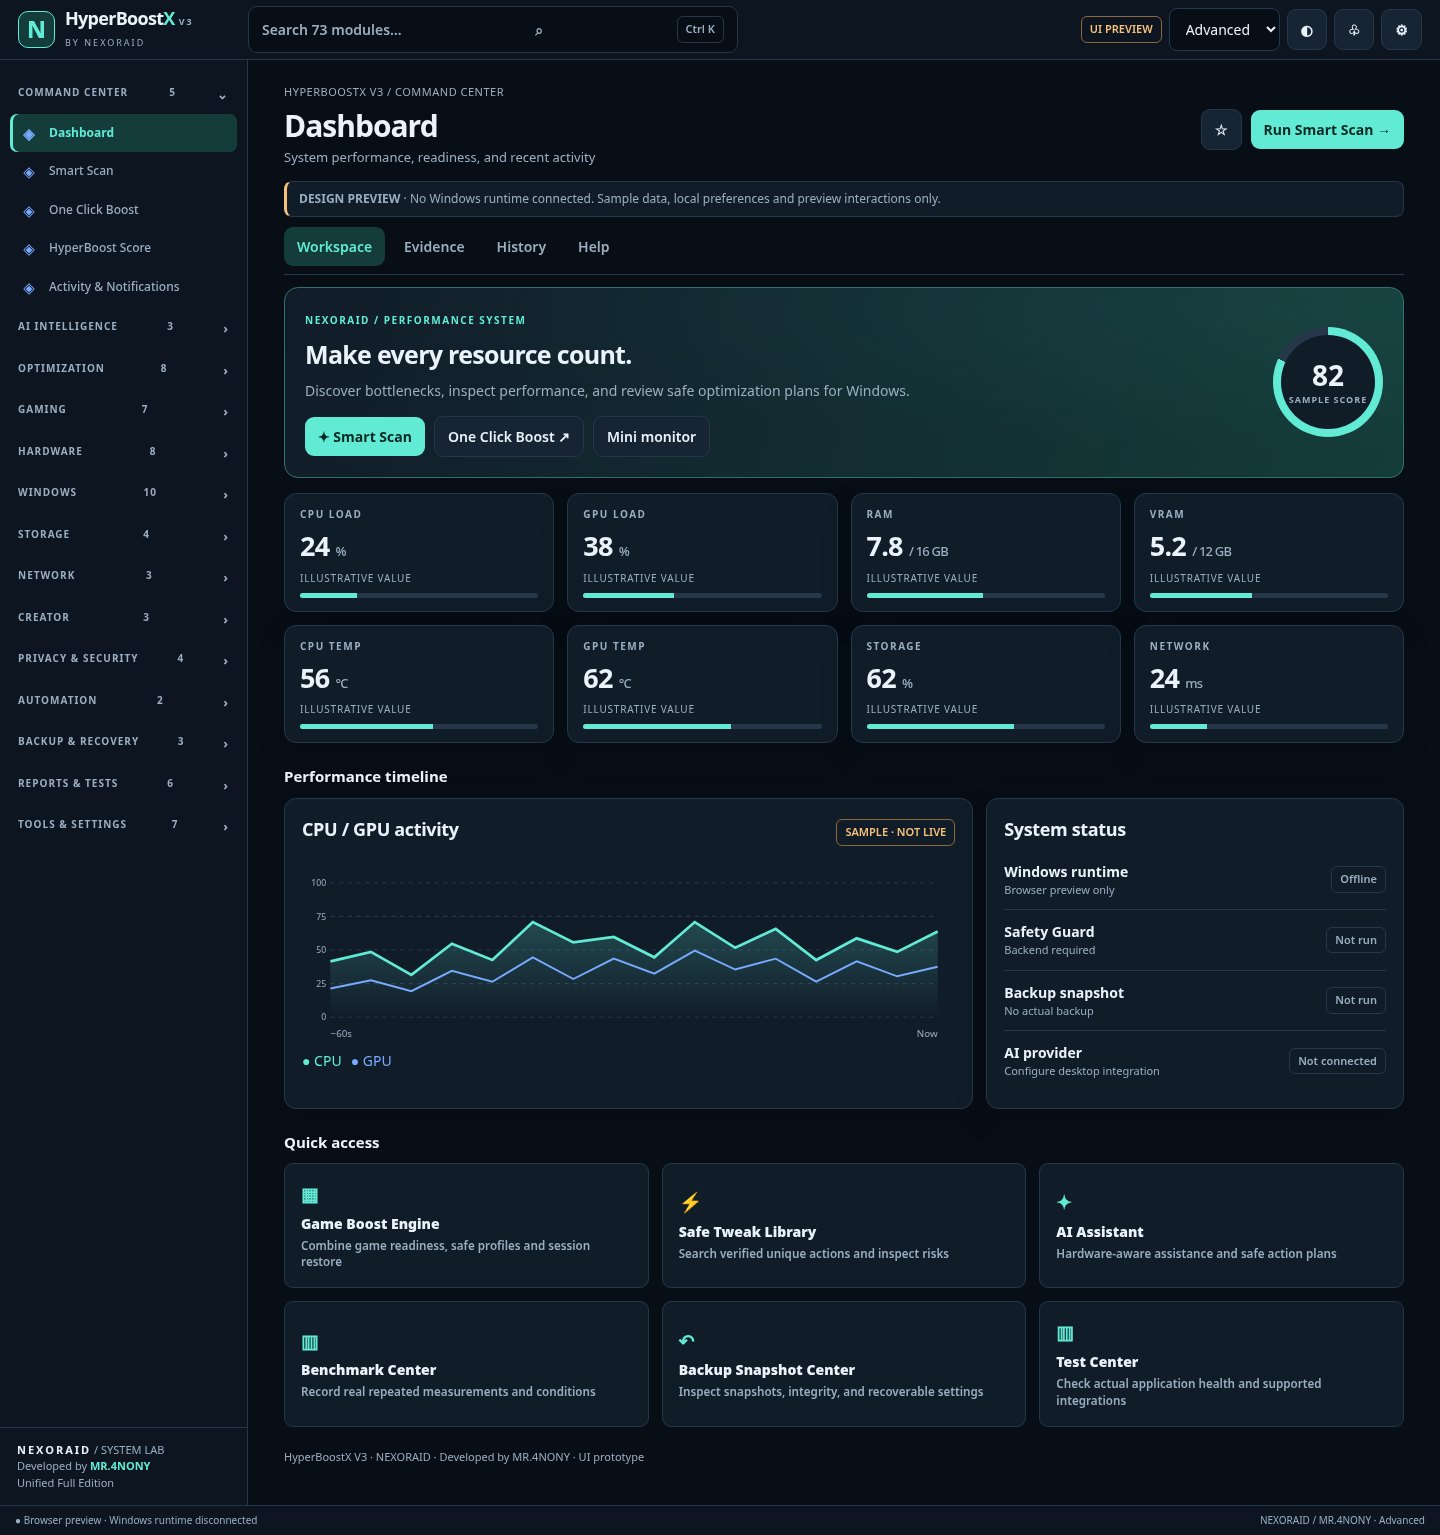 N
HyperBoostX V3
BY NEXORAID
Search 73 modules...
Ctrl K
UI PREVIEW
Advanced
COMMAND CENTER 5
Dashboard
Smart Scan
One Click Boost
HyperBoost Score
Activity & Notifications
AI INTELLIGENCE 3
OPTIMIZATION 8
GAMING 7
HARDWARE 8
WINDOWS 10
STORAGE 4
NETWORK 3
CREATOR 3
PRIVACY & SECURITY 4
AUTOMATION 2
BACKUP & RECOVERY 3
REPORTS & TESTS 6
TOOLS & SETTINGS 7
NEXORAID / SYSTEM LAB
Developed by MR.4NONY
Unified Full Edition
HYPERBOOSTX V3 / COMMAND CENTER
Dashboard
System performance, readiness, and recent activity
☆
Run Smart Scan →
DESIGN PREVIEW · No Windows runtime connected. Sample data, local preferences and preview interactions only.
Workspace Evidence History Help
NEXORAID / PERFORMANCE SYSTEM
Make every resource count.
Discover bottlenecks, inspect performance, and review safe optimization plans for Windows.
✦ Smart Scan
One Click Boost ↗
Mini monitor
82
SAMPLE SCORE
CPU LOAD
24 %
ILLUSTRATIVE VALUE
GPU LOAD
38 %
ILLUSTRATIVE VALUE
RAM
7.8 / 16 GB
ILLUSTRATIVE VALUE
VRAM
5.2 / 12 GB
ILLUSTRATIVE VALUE
CPU TEMP
56 °C
ILLUSTRATIVE VALUE
GPU TEMP
62 °C
ILLUSTRATIVE VALUE
STORAGE
62 %
ILLUSTRATIVE VALUE
NETWORK
24 ms
ILLUSTRATIVE VALUE
Performance timeline
CPU / GPU activity
SAMPLE · NOT LIVE
100
75
50
25
0
−60s
Now
● CPU ● GPU
System status
Windows runtime
Browser preview only
Offline
Safety Guard
Backend required
Not run
Backup snapshot
No actual backup
Not run
AI provider
Configure desktop integration
Not connected
Quick access
Game Boost Engine
Combine game readiness, safe profiles and session
restore
Safe Tweak Library
Search verified unique actions and inspect risks
AI Assistant
Hardware-aware assistance and safe action plans
Benchmark Center
Record real repeated measurements and conditions
Backup Snapshot Center
Inspect snapshots, integrity, and recoverable settings
Test Center
Check actual application health and supported
integrations
HyperBoostX V3 · NEXORAID · Developed by MR.4NONY · UI prototype
● Browser preview · Windows runtime disconnected
NEXORAID / MR.4NONY · Advanced